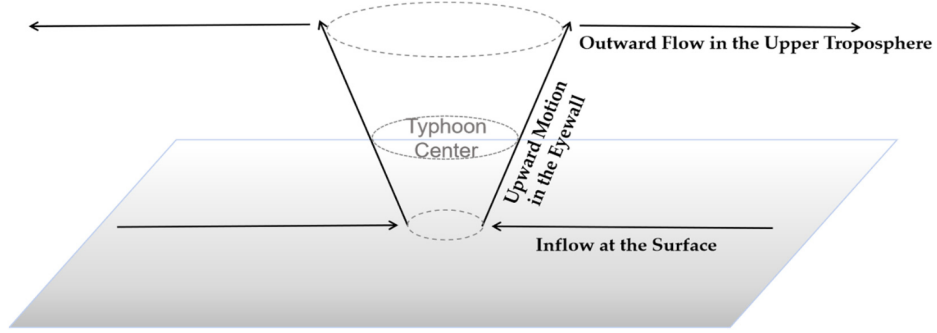 Outward Flow in the Upper Troposphere
Typhoon
Center
Upward Motion
in the Eyewall
Inflow at the Surface